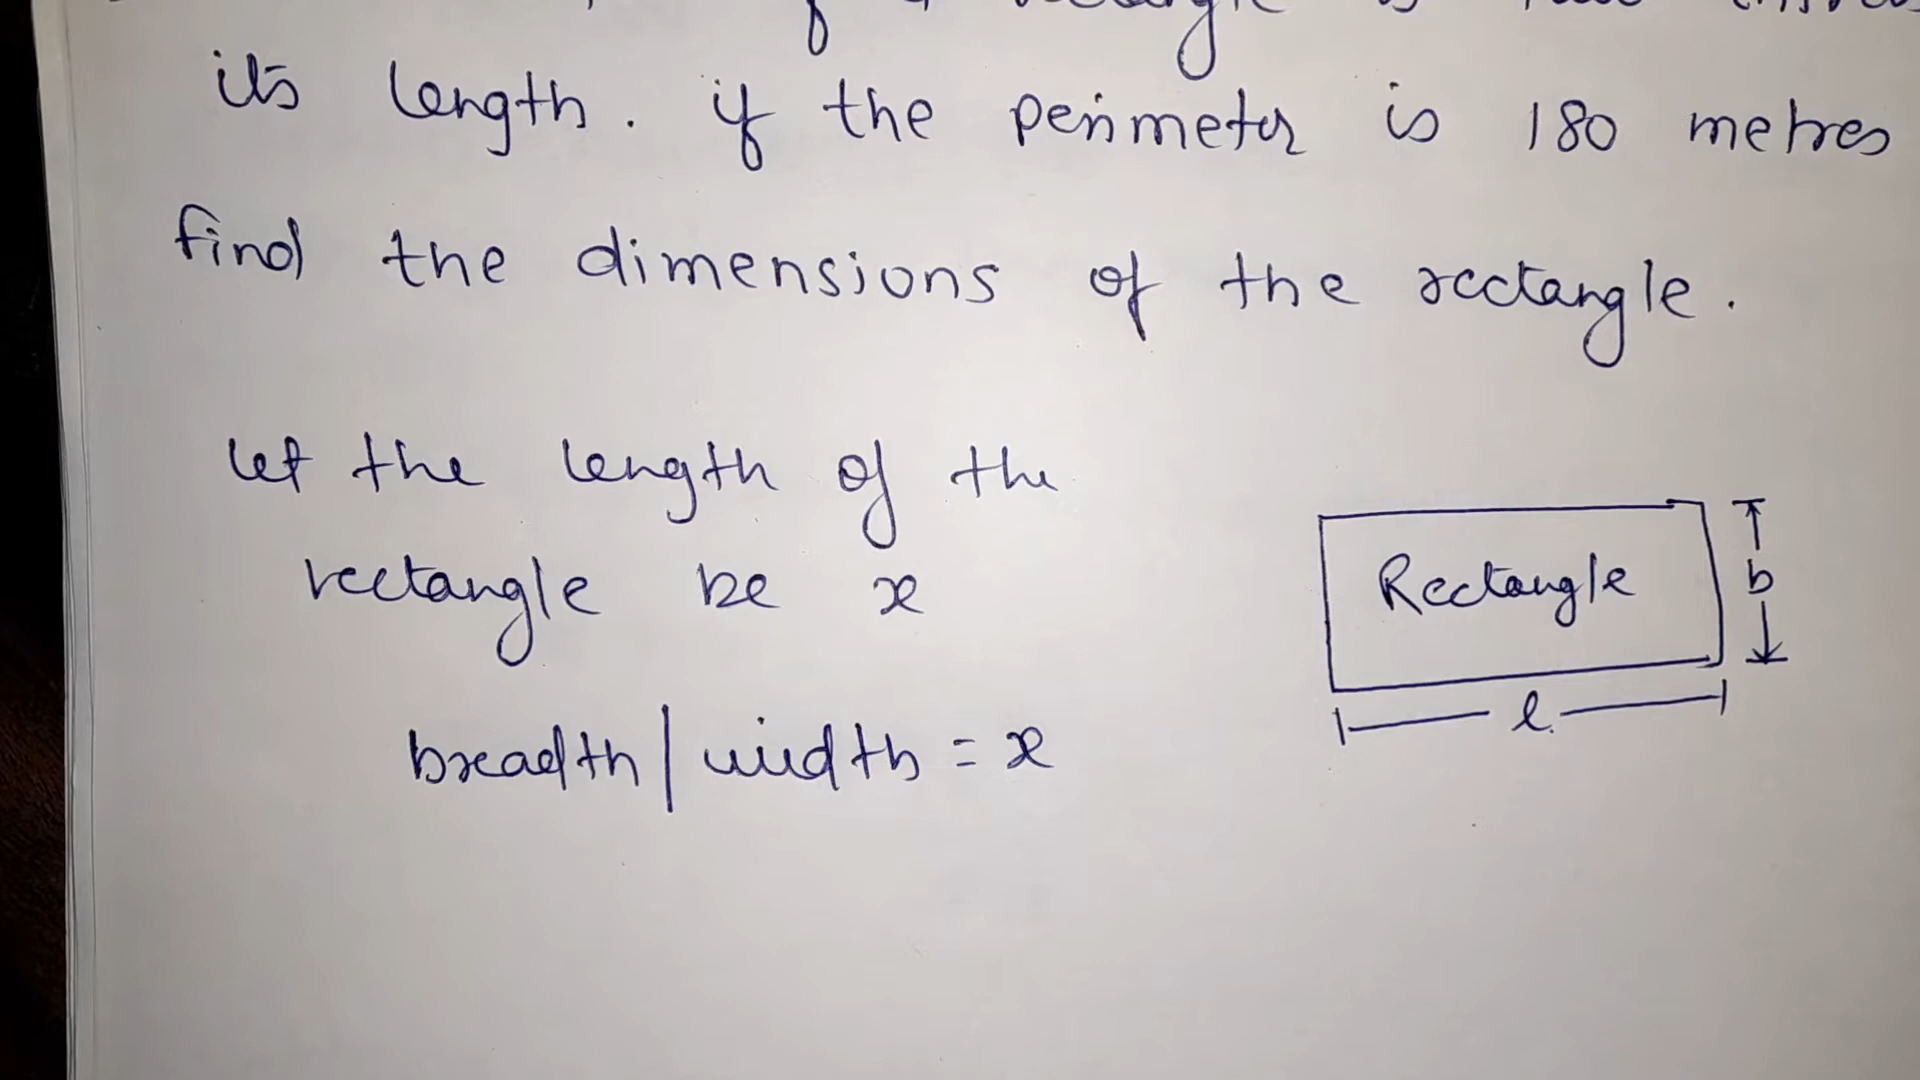 its length. if the perimeter is 180 metres
find the dimensions of the rectangle.
let the length of the
rectangle be x
breadth/width = x
Rectangle
b
l